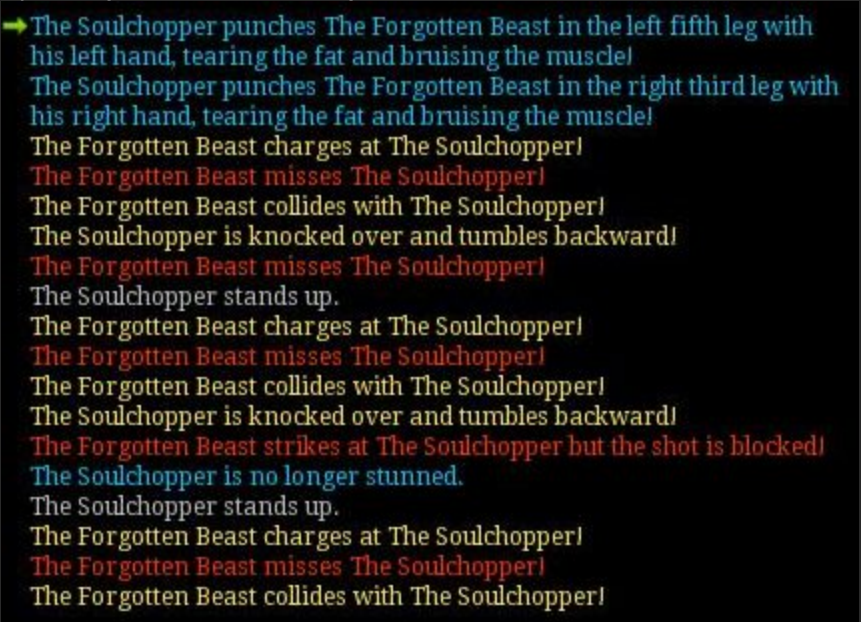 The Soulchopper punches The Forgotten Beast in the left fifth leg with
his left hand, tearing the fat and bruising the muscle!
The Soulchopper punches The Forgotten Beast in the right third leg with
his right hand, tearing the fat and bruising the muscle!
The Forgotten Beast charges at The Soulchopper!
The Forgotten Beast misses The Soulchopper!
The Forgotten Beast collides with The Soulchopper!
The Soulchopper is knocked over and tumbles backward!
The Forgotten Beast misses The Soulchopper!
The Soulchopper stands up.
The Forgotten Beast charges at The Soulchopper!
The Forgotten Beast misses The Soulchopper!
The Forgotten Beast collides with The Soulchopper!
The Soulchopper is knocked over and tumbles backward!
The Forgotten Beast strikes at The Soulchopper but the shot is blocked!
The Soulchopper is no longer stunned.
The Soulchopper stands up.
The Forgotten Beast charges at The Soulchopper!
The Forgotten Beast misses The Soulchopper!
The Forgotten Beast collides with The Soulchopper!